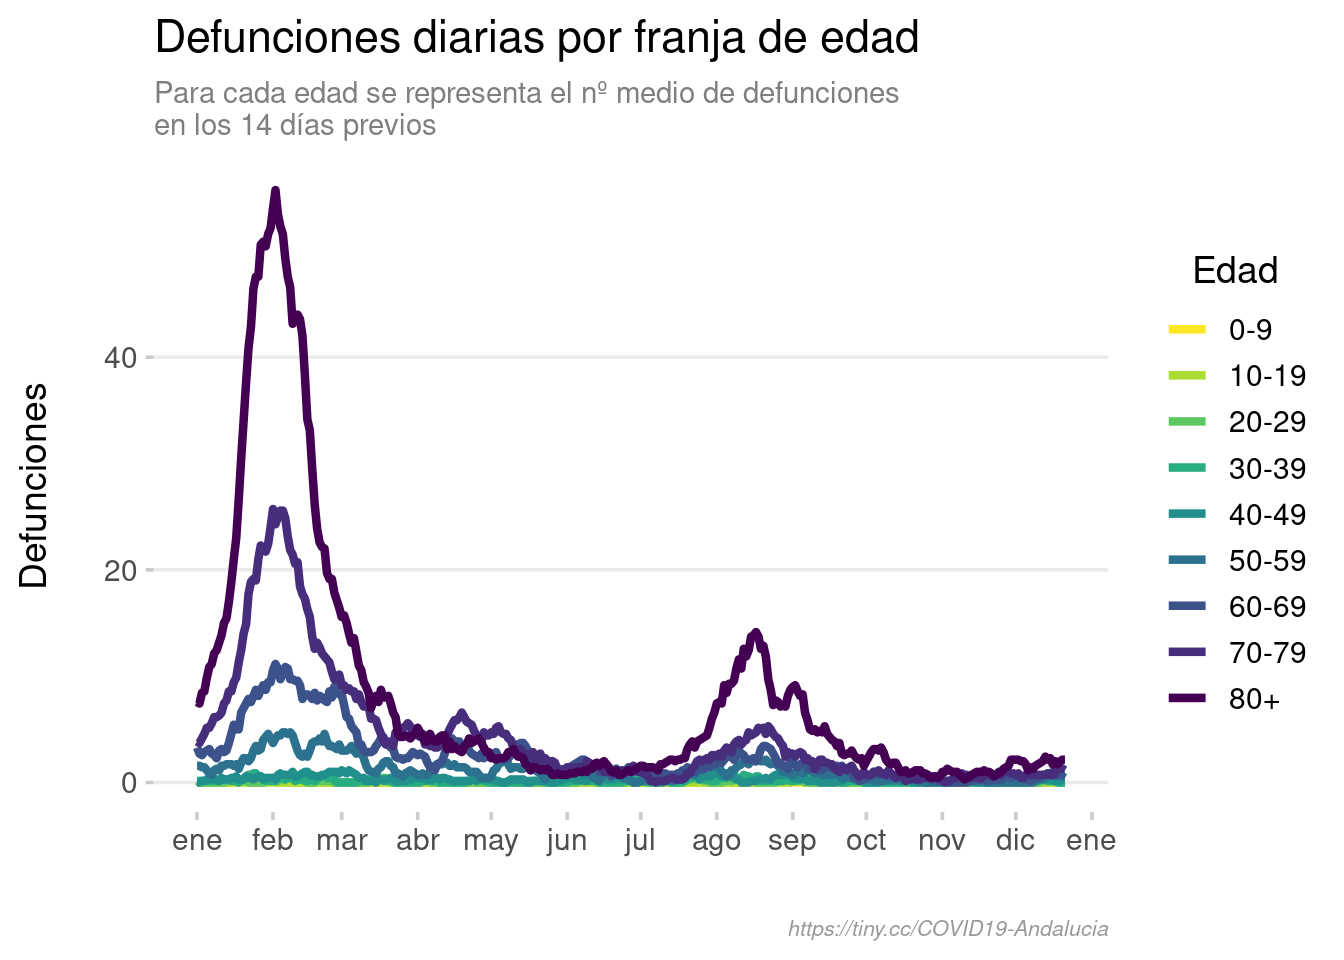 Defunciones diarias por franja de edad
Para cada edad se representa el nº medio de defunciones
en los 14 días previos
Defunciones
40
20
0
ene feb mar abr may jun jul ago sep oct nov dic ene
Edad
0-9
10-19
20-29
30-39
40-49
50-59
60-69
70-79
80+
https://tiny.cc/COVID19-Andalucia